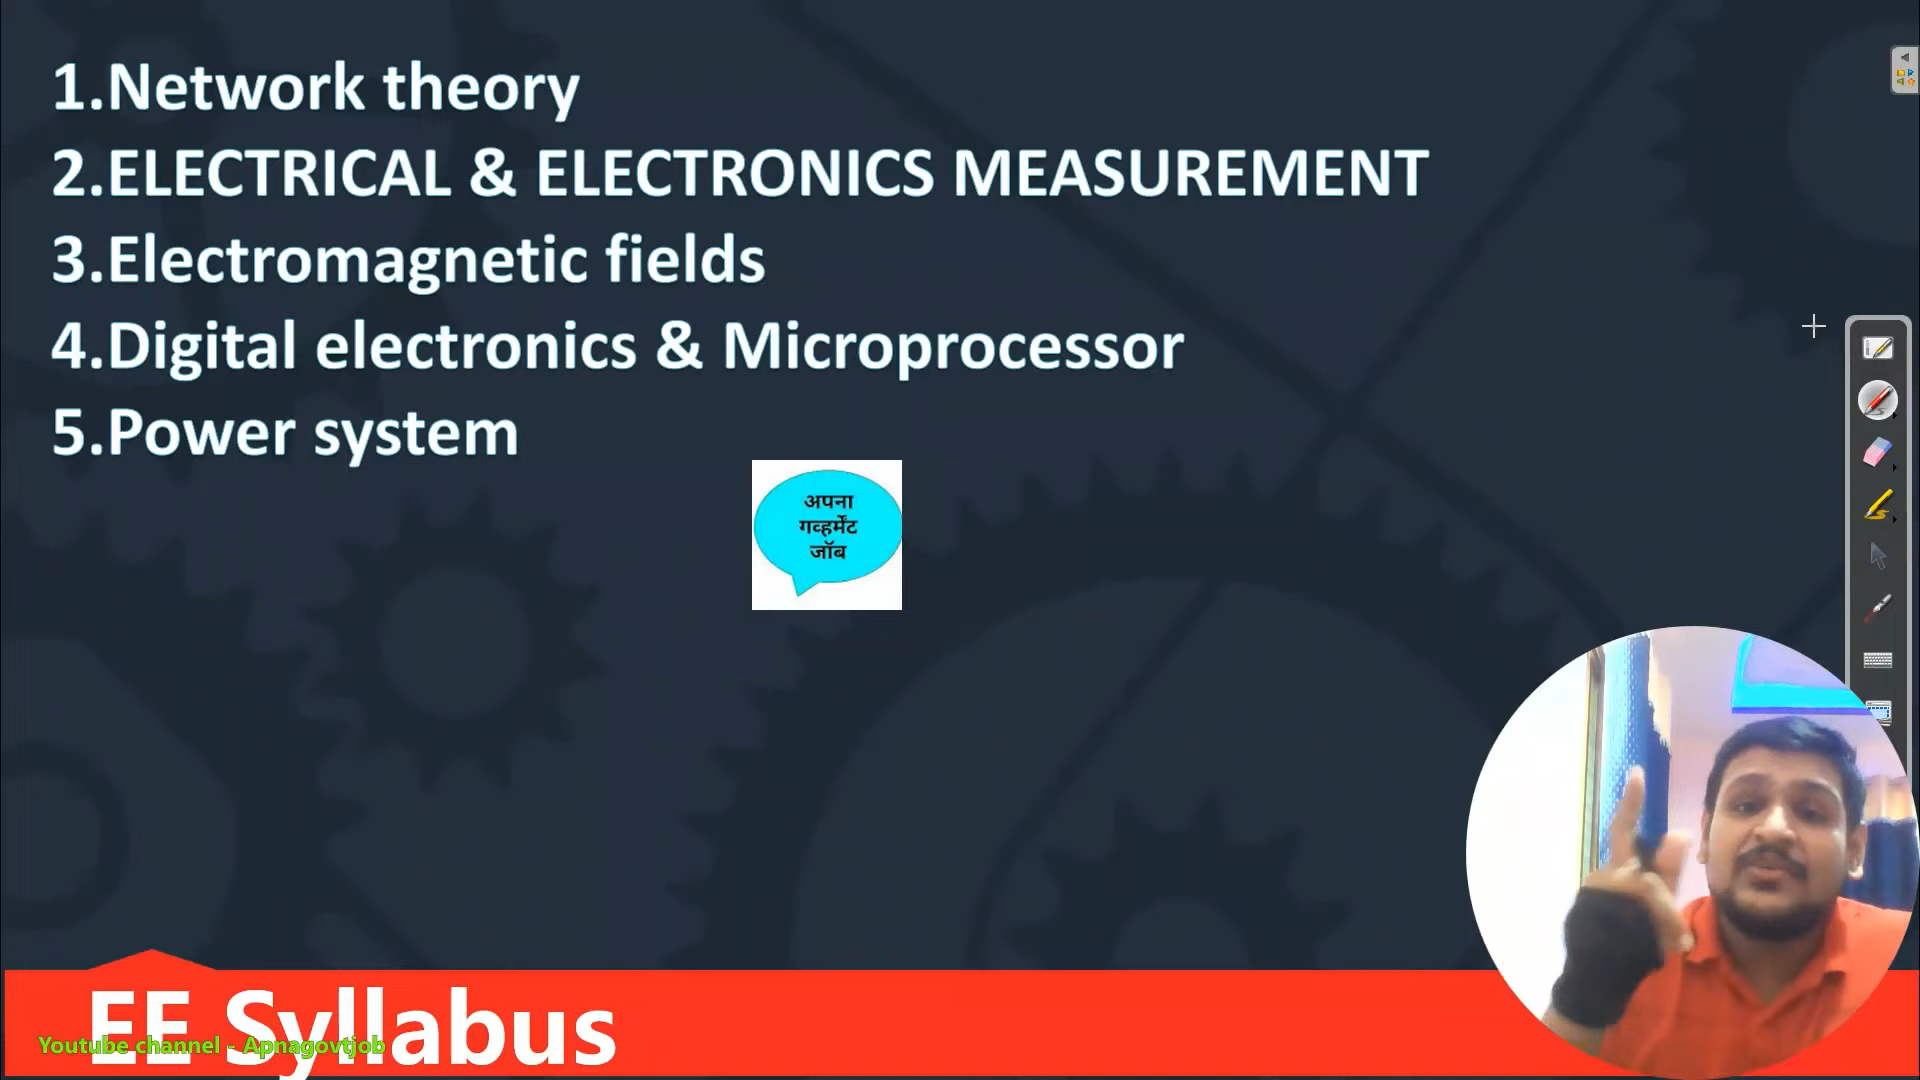 1.Network theory
2.ELECTRICAL & ELECTRONICS MEASUREMENT
3.Electromagnetic fields
4.Digital electronics & Microprocessor
5.Power system
अपना
गव्हर्मेंट
जॉब
EE Syllabus
Youtube channel - Apnagovtjob